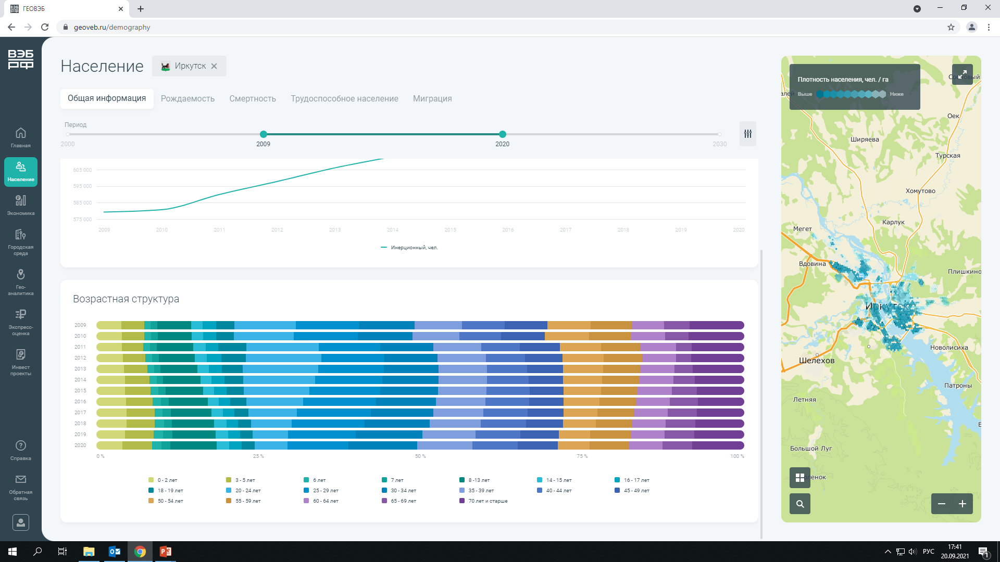 ГЕОВЭБ
geoveb.ru/demography
ВЭБ
РФ
Главная
Население
Экономика
Городская
среда
Гео-
аналитика
Экспресс-
оценка
Инвест
проекты
Справка
Обратная
связь
Население
Иркутск
Общая информация
Рождаемость
Смертность
Трудоспособное население
Миграция
Период
2000
2009
2020
2030
605 000
595 000
585 000
575 000
2009 2010 2011 2012 2013 2014 2015 2016 2017 2018 2019 2020
Инерционный, чел.
Возрастная структура
2009
2010
2011
2012
2013
2014
2015
2016
2017
2018
2019
2020
0 % 25 % 50 % 75 % 100 %
0 - 2 лет 3 - 5 лет 6 лет 7 лет 8 -13 лет 14 - 15 лет 16 - 17 лет
18 - 19 лет 20 - 24 лет 25 - 29 лет 30 - 34 лет 35 - 39 лет 40 - 44 лет 45 - 49 лет
50 - 54 лет 55 - 59 лет 60 - 64 лет 65 - 69 лет 70 лет и старше
Плотность населения, чел. / га
Выше
Ниже
Оек
Ширяева
Турская
Хомутово
Карлук
Мегет
Вдовина
Плишкино
Иркутск
Новолисиха
Шелехов
Патроны
Летняя
Большой Луг
РУС
17:41
20.09.2021
1